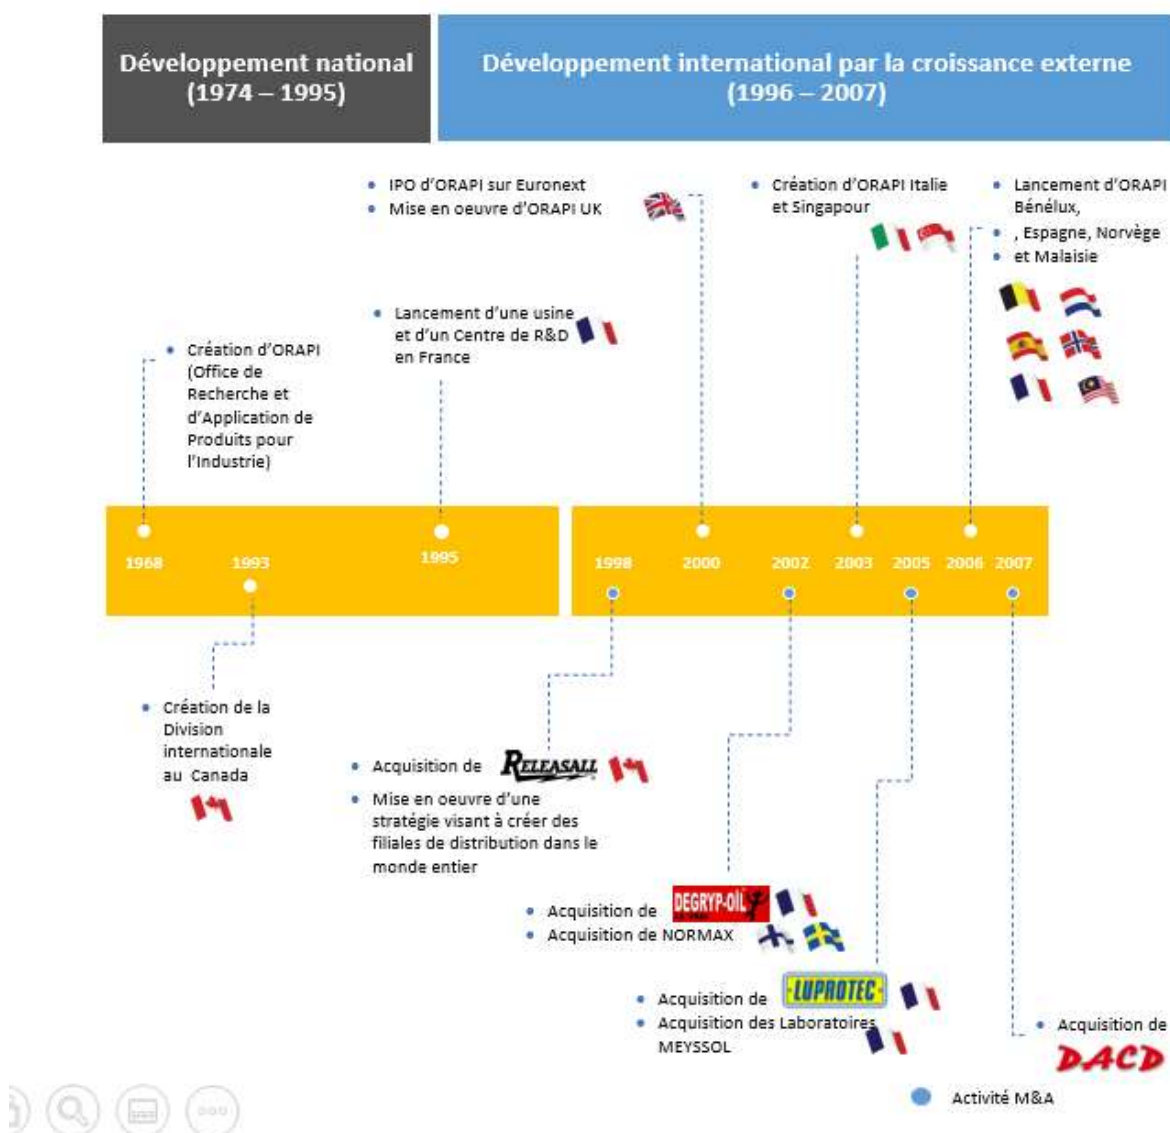 Développement national
(1974 – 1995)
Développement international par la croissance externe
(1996 – 2007)
• IPO d'ORAPI sur Euronext
• Mise en oeuvre d'ORAPI UK
• Création d'ORAPI Italie
et Singapour
• Lancement d'ORAPI
Bénélux,
• , Espagne, Norvège
• et Malaisie
• Lancement d'une usine
et d'un Centre de R&D
en France
• Création d'ORAPI
(Office de
Recherche et
d'Application de
Produits pour
l'Industrie)
1968
1993
1995
1998
2000
2002
2003
2005
2006
2007
• Création de la
Division
internationale
au Canada
• Acquisition de RELEASALL
• Mise en oeuvre d'une
stratégie visant à créer des
filiales de distribution dans le
monde entier
• Acquisition de DEGRYP-OIL
• Acquisition de NORMAX
• Acquisition de LUPROTEC
• Acquisition des Laboratoires
MEYSSOL
• Acquisition de
DACD
Activité M&A